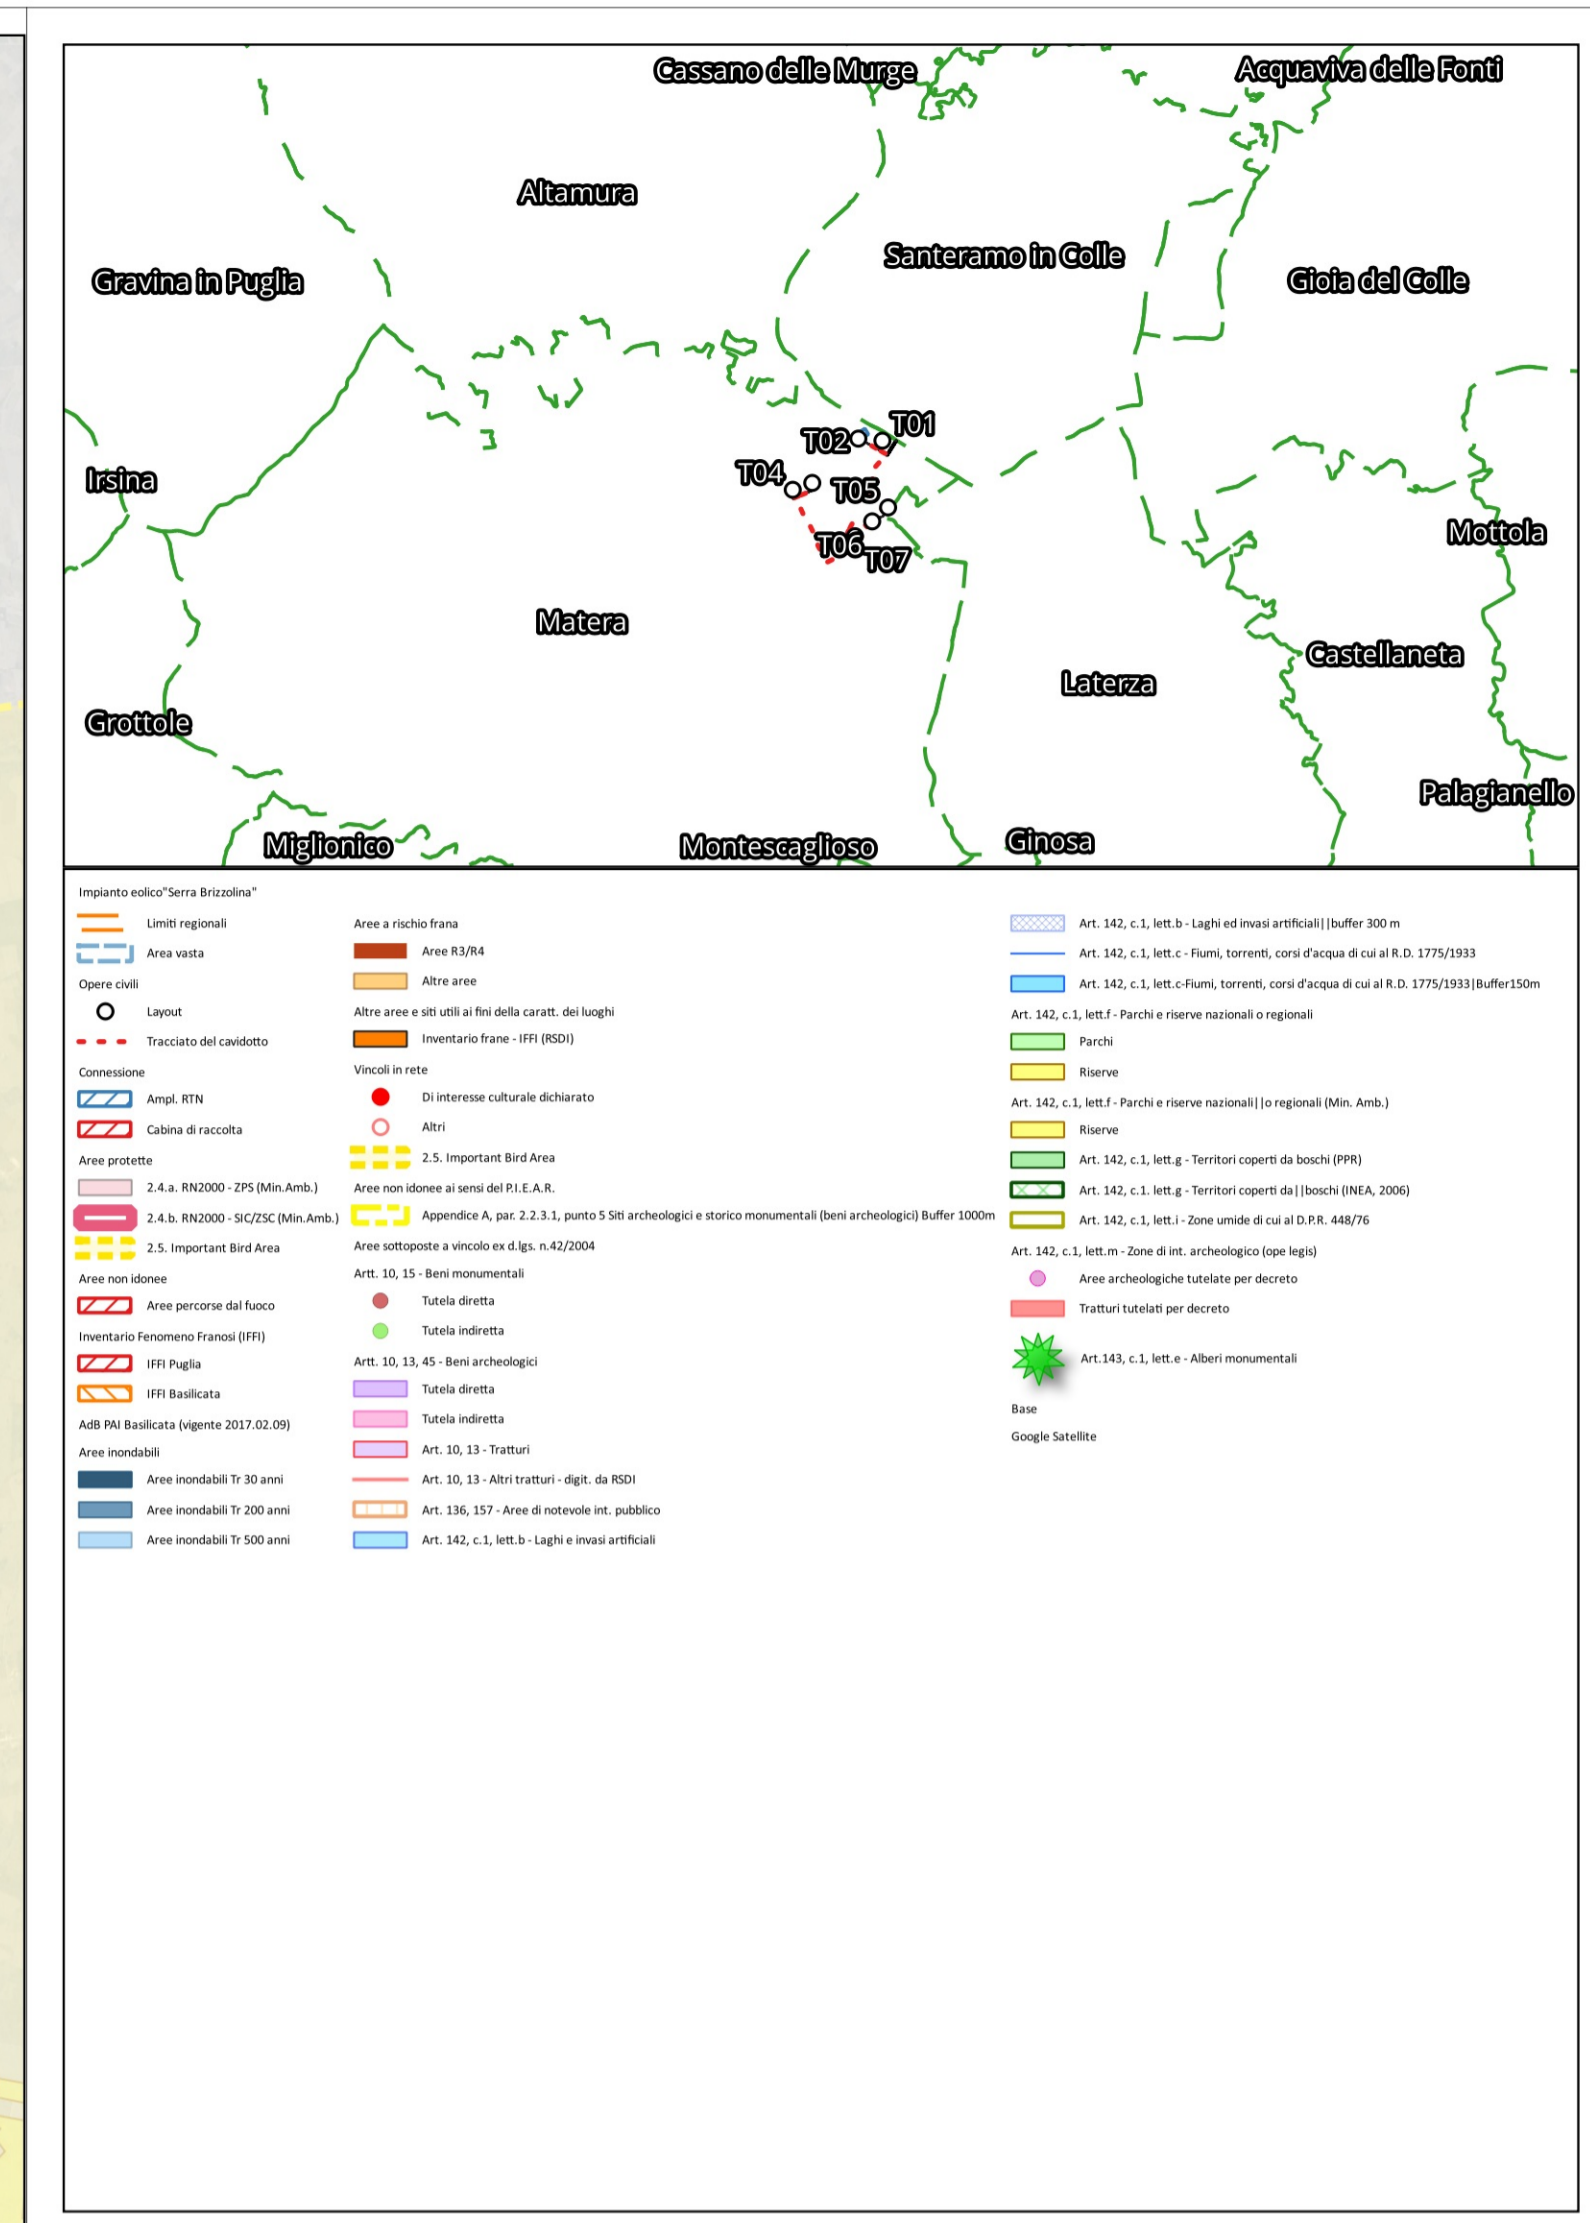 Cassano delle Murge
Acquaviva delle Fonti
Altamura
Santeramo in Colle
Gravina in Puglia
Gioia del Colle
T01
T02
T04
Irsina
T05
Mottola
T06
T07
Matera
Castellaneta
Laterza
Grottole
Palagianello
Miglionico
Montescaglioso
Ginosa
Impianto eolico"Serra Brizzolina"
Limiti regionali
Area vasta
Opere civili
Layout
Tracciato del cavidotto
Connessione
Ampl. RTN
Cabina di raccolta
Aree protette
2.4.a. RN2000 - ZPS (Min.Amb.)
2.4.b. RN2000 - SIC/ZSC (Min.Amb.)
2.5. Important Bird Area
Aree non idonee
Aree percorse dal fuoco
Inventario Fenomeno Franosi (IFFI)
IFFI Puglia
IFFI Basilicata
AdB PAI Basilicata (vigente 2017.02.09)
Aree inondabili
Aree inondabili Tr 30 anni
Aree inondabili Tr 200 anni
Aree inondabili Tr 500 anni
Aree a rischio frana
Aree R3/R4
Altre aree
Altre aree e siti utili ai fini della caratt. dei luoghi
Inventario frane - IFFI (RSDI)
Vincoli in rete
Di interesse culturale dichiarato
Altri
2.5. Important Bird Area
Aree non idonee ai sensi del P.I.E.A.R.
Appendice A, par. 2.2.3.1, punto 5 Siti archeologici e storico monumentali (beni archeologici) Buffer 1000m
Aree sottoposte a vincolo ex d.lgs. n.42/2004
Artt. 10, 15 - Beni monumentali
Tutela diretta
Tutela indiretta
Artt. 10, 13, 45 - Beni archeologici
Tutela diretta
Tutela indiretta
Art. 10, 13 - Tratturi
Art. 10, 13 - Altri tratturi - digit. da RSDI
Art. 136, 157 - Aree di notevole int. pubblico
Art. 142, c.1, lett.b - Laghi e invasi artificiali
Art. 142, c.1, lett.b - Laghi ed invasi artificiali||buffer 300 m
Art. 142, c.1, lett.c - Fiumi, torrenti, corsi d'acqua di cui al R.D. 1775/1933
Art. 142, c.1, lett.c-Fiumi, torrenti, corsi d'acqua di cui al R.D. 1775/1933|Buffer150m
Art. 142, c.1, lett.f - Parchi e riserve nazionali o regionali
Parchi
Riserve
Art. 142, c.1, lett.f - Parchi e riserve nazionali||o regionali (Min. Amb.)
Riserve
Art. 142, c.1, lett.g - Territori coperti da boschi (PPR)
Art. 142, c.1. lett.g - Territori coperti da||boschi (INEA, 2006)
Art. 142, c.1, lett.i - Zone umide di cui al D.P.R. 448/76
Art. 142, c.1, lett.m - Zone di int. archeologico (ope legis)
Aree archeologiche tutelate per decreto
Tratturi tutelati per decreto
Art.143, c.1, lett.e - Alberi monumentali
Base
Google Satellite